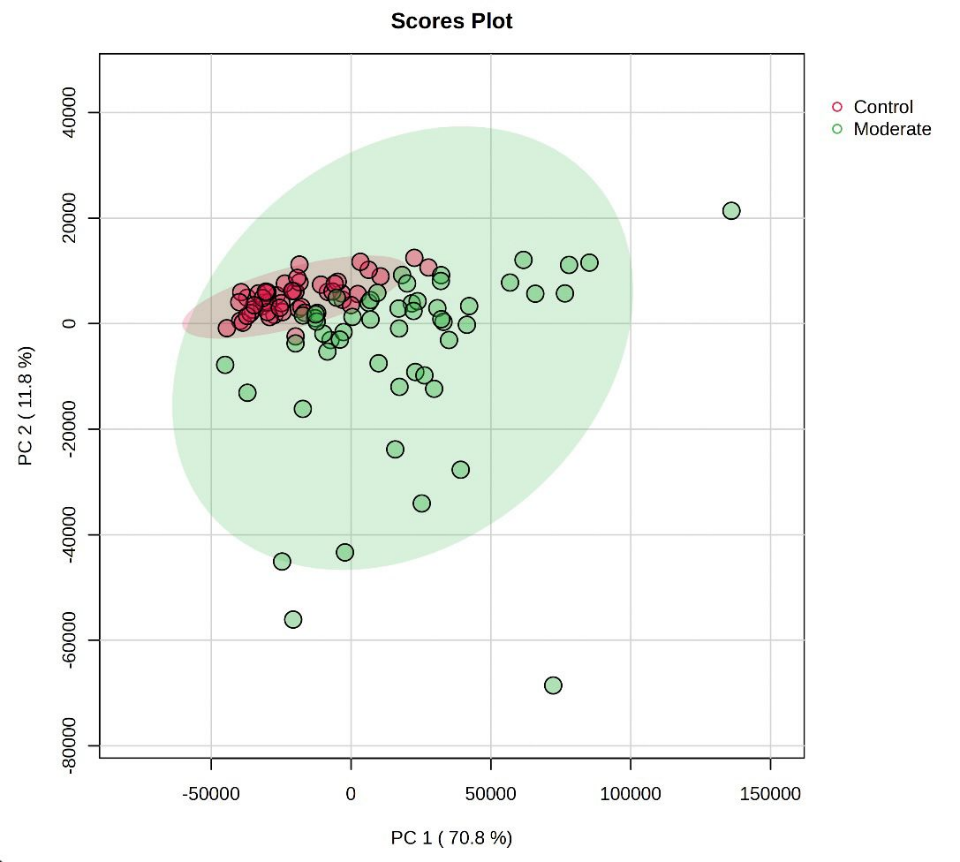 Scores Plot
Control
Moderate
40000
20000
0
-20000
-40000
-60000
-80000
PC 2 ( 11.8 %)
-50000
0
50000
100000
150000
PC 1 ( 70.8 %)